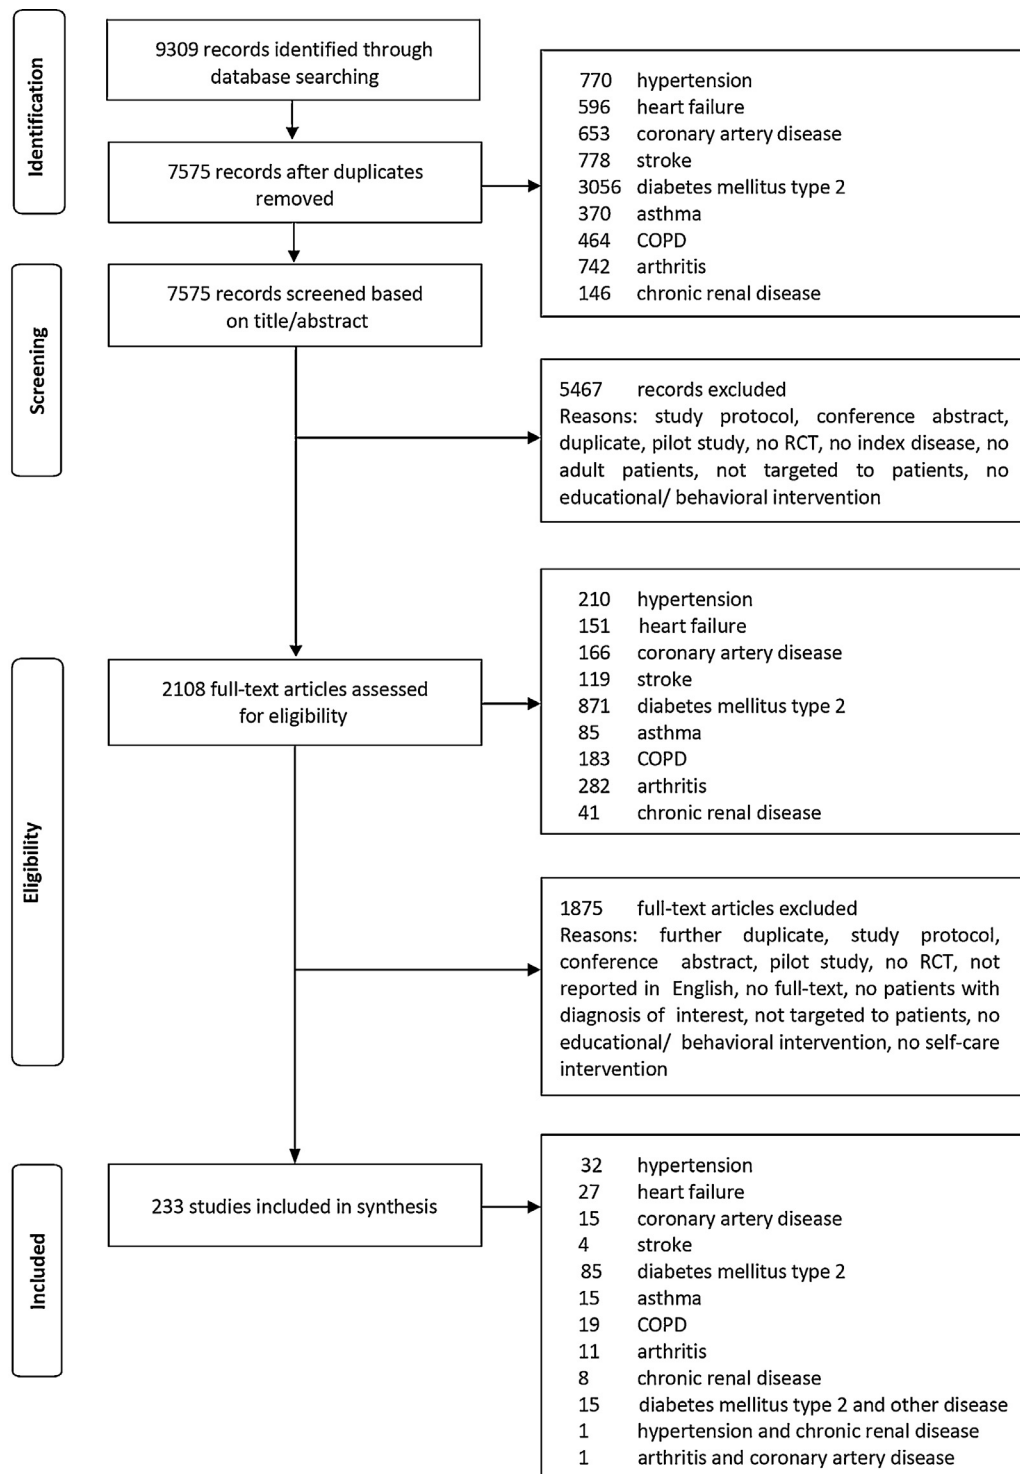 Identification
9309 records identified through
database searching
7575 records after duplicates
removed
770 hypertension
596 heart failure
653 coronary artery disease
778 stroke
3056 diabetes mellitus type 2
370 asthma
464 COPD
742 arthritis
146 chronic renal disease
Screening
7575 records screened based
on title/abstract
5467 records excluded
Reasons: study protocol, conference abstract,
duplicate, pilot study, no RCT, no index disease, no
adult patients, not targeted to patients, no
educational/ behavioral intervention
Eligibility
2108 full-text articles assessed
for eligibility
210 hypertension
151 heart failure
166 coronary artery disease
119 stroke
871 diabetes mellitus type 2
85 asthma
183 COPD
282 arthritis
41 chronic renal disease
1875 full-text articles excluded
Reasons: further duplicate, study protocol,
conference abstract, pilot study, no RCT, not
reported in English, no full-text, no patients with
diagnosis of interest, not targeted to patients, no
educational/ behavioral intervention, no self-care
intervention
Included
233 studies included in synthesis
32 hypertension
27 heart failure
15 coronary artery disease
4 stroke
85 diabetes mellitus type 2
15 asthma
19 COPD
11 arthritis
8 chronic renal disease
15 diabetes mellitus type 2 and other disease
1 hypertension and chronic renal disease
1 arthritis and coronary artery disease